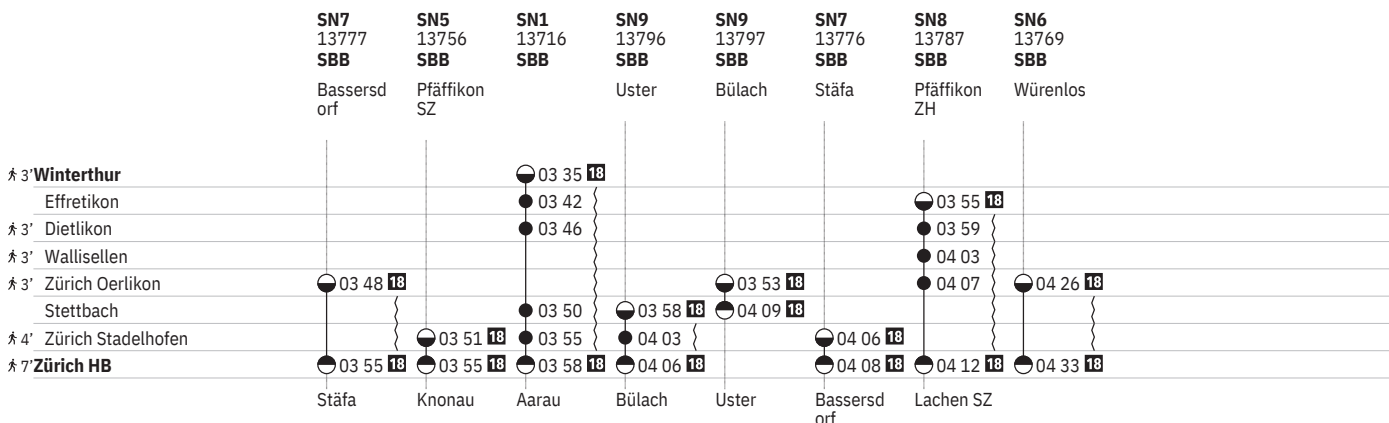 SN7 SN5 SN1 SN9 SN9 SN7 SN8 SN6
13777 13756 13716 13796 13797 13776 13787 13769
SBB SBB SBB SBB SBB SBB SBB SBB
Bassersd Pfäffikon Uster Bülach Stäfa Pfäffikon Würenlos
orf SZ ZH
3' Winterthur 03 35 18
Effretikon 03 42 03 55 18
3' Dietlikon 03 46 03 59
3' Wallisellen 04 03
3' Zürich Oerlikon 03 48 18 03 53 18 04 07 04 26 18
Stettbach 03 50 03 58 18 04 09 18
4' Zürich Stadelhofen 03 51 18 03 55 04 03 04 06 18
7' Zürich HB 03 55 18 03 55 18 03 58 18 04 06 18 04 08 18 04 12 18 04 33 18
Stäfa Knonau Aarau Bülach Uster Bassersd Lachen SZ
orf